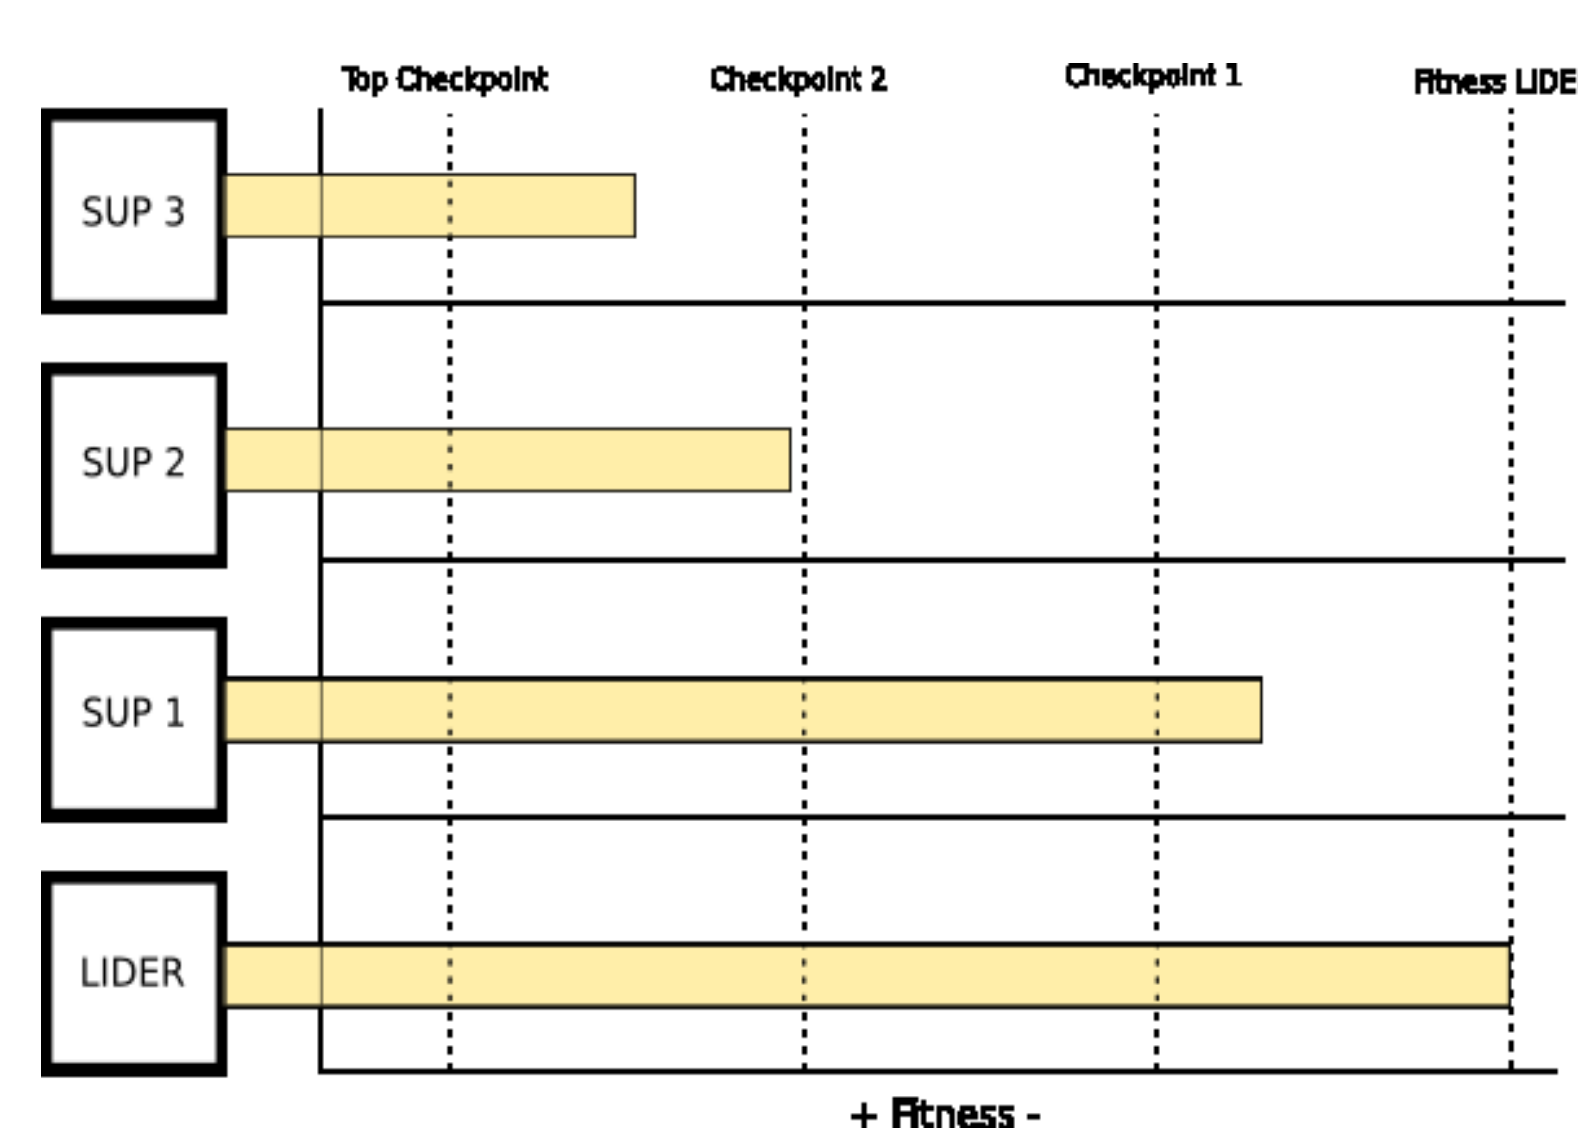 Top Checkpoint
Checkpoint 2
Checkpoint 1
Fitness LIDE
SUP 3
SUP 2
SUP 1
LIDER
+ Fitness -